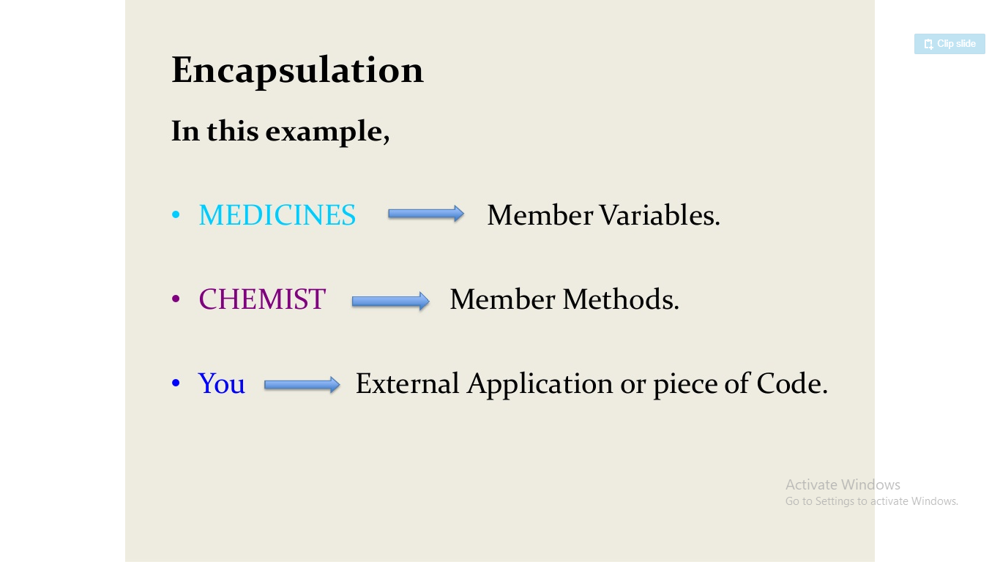 Clip slide
Encapsulation
In this example,
• MEDICINES Member Variables.
• CHEMIST Member Methods.
• You External Application or piece of Code.
Activate Windows
Go to Settings to activate Windows.